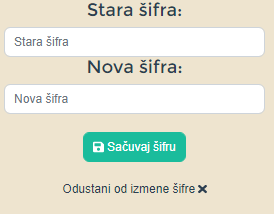 Stara šifra:
Stara šifra
Nova šifra:
Nova šifra
Sačuvaj šifru
Odustani od izmene šifre